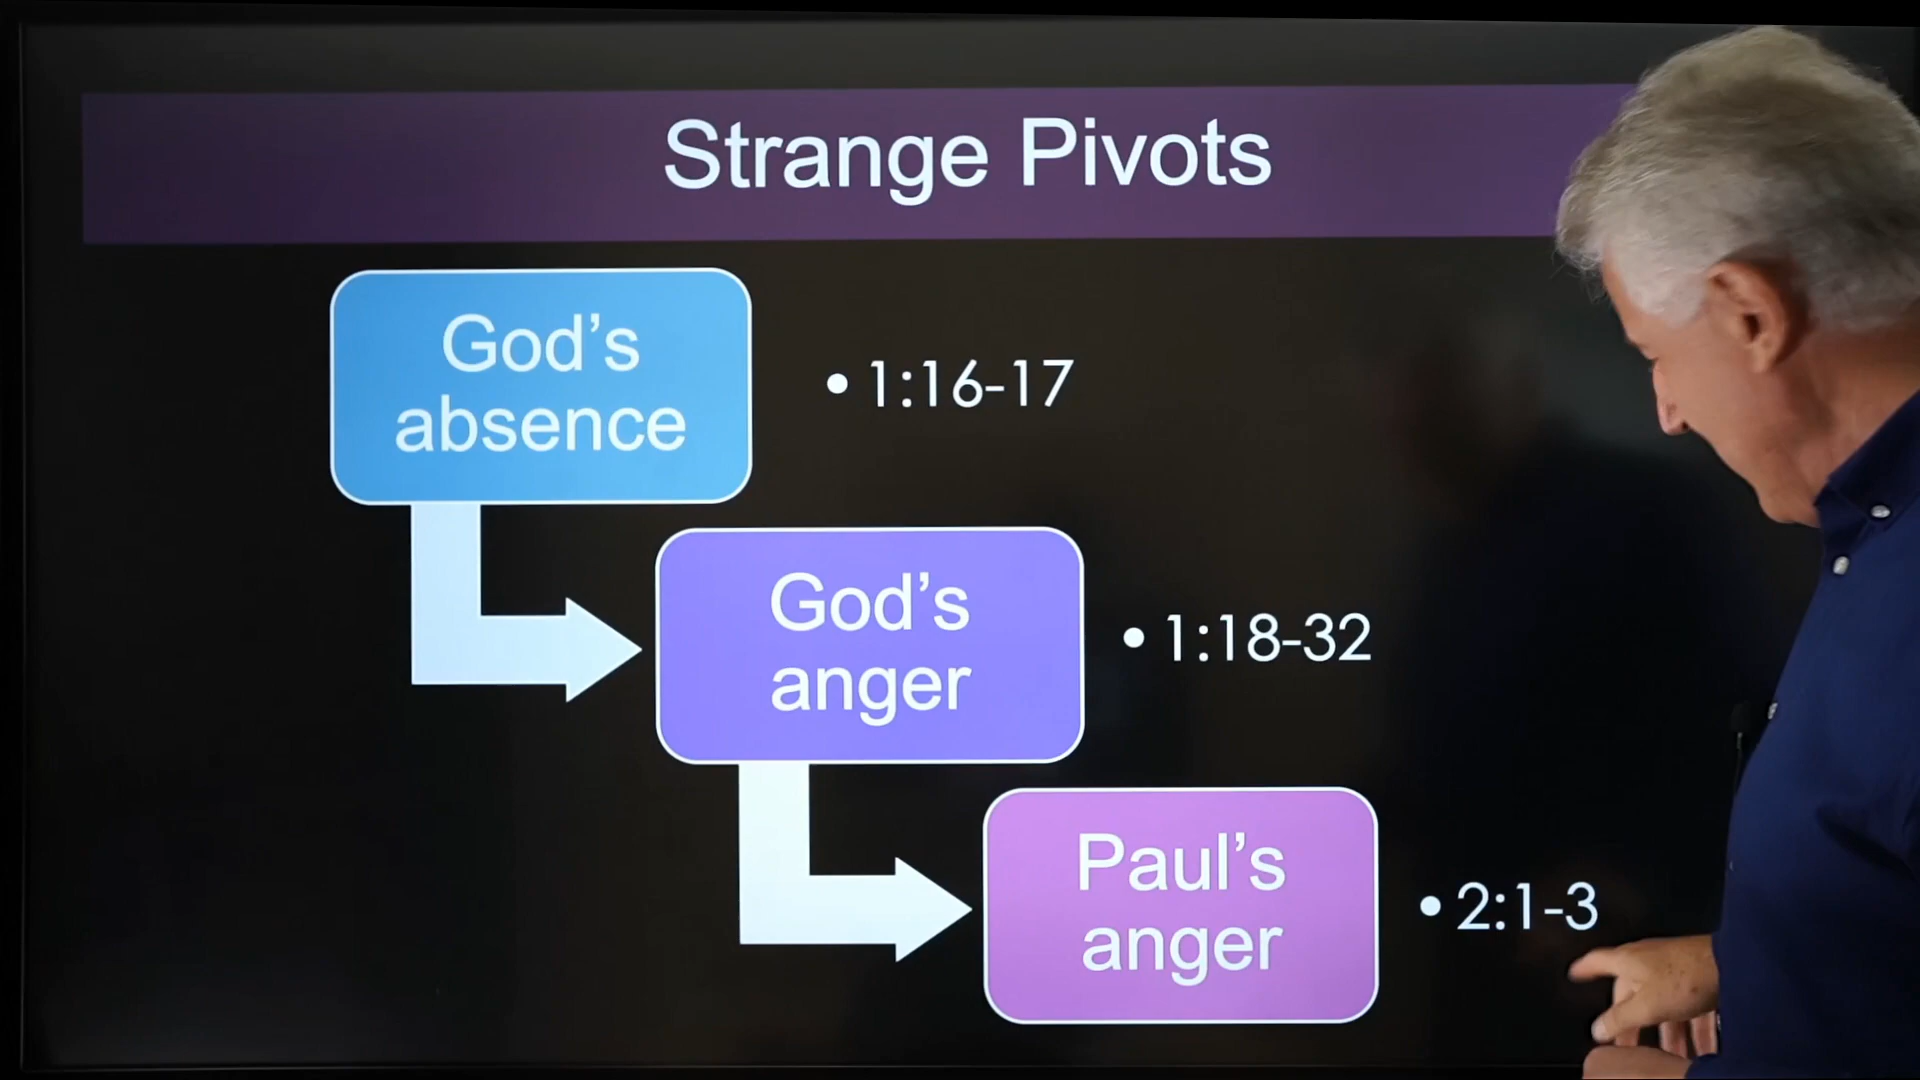 Strange Pivots
God’s
absence
• 1:16-17
God’s
anger
• 1:18-32
Paul’s
anger
• 2:1-3